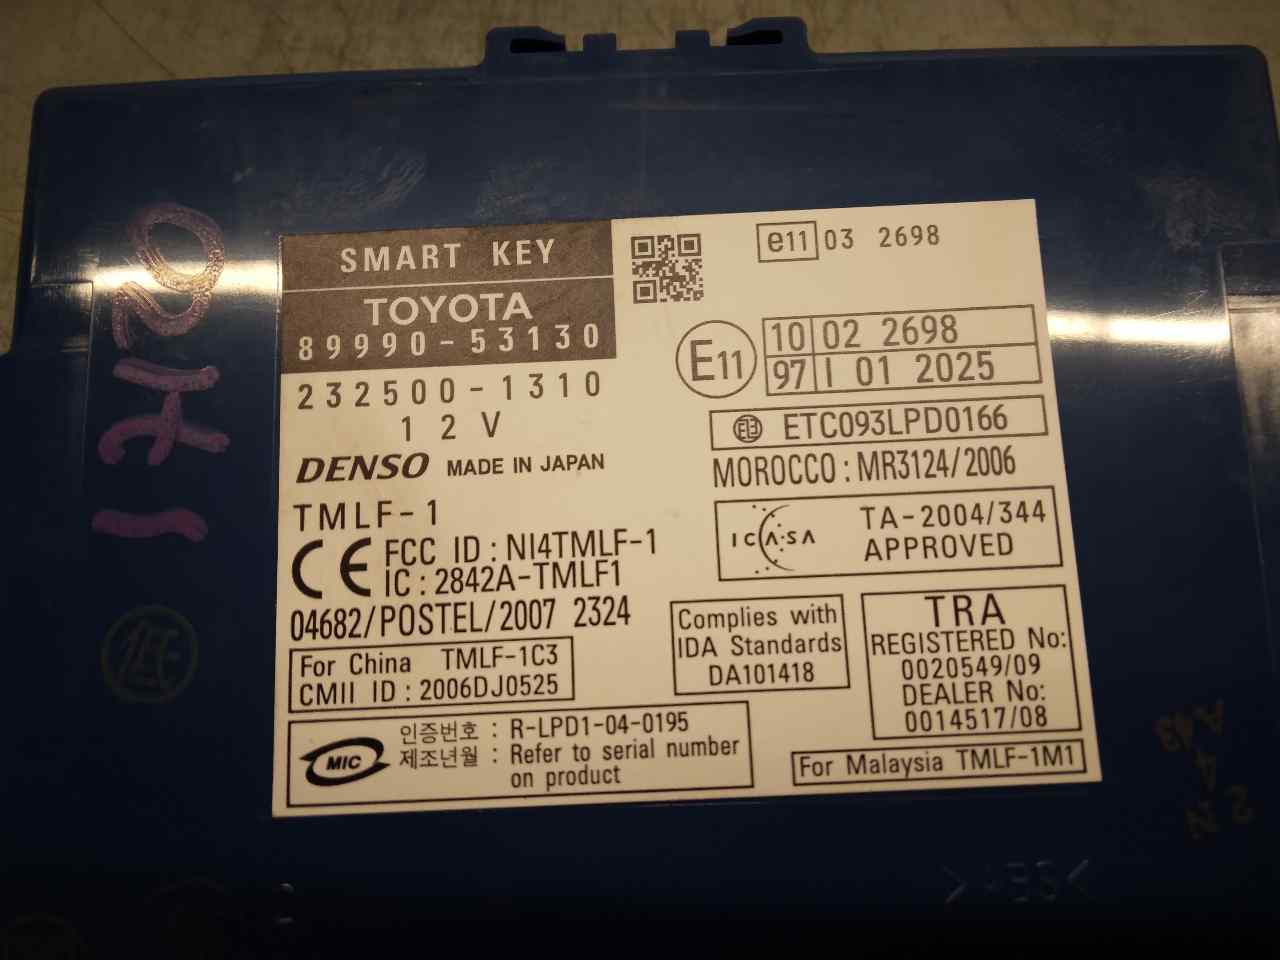 SMART KEY
TOYOTA
89990-53130
232500-1310
12V
DENSO MADE IN JAPAN
TMLF-1
CE FCC ID : NI4TMLF-1
IC : 2842A-TMLF1
04682/POSTEL/2007 2324
For China TMLF-1C3
CMII ID : 2006DJ0525
MIC
인증번호 : R-LPD1-04-0195
제조년월 : Refer to serial number
on product
e11 03 2698
E11
10 02 2698
97 I 01 2025
ETC093LPD0166
MOROCCO : MR3124/2006
ICASA
TA-2004/344
APPROVED
Complies with
IDA Standards
DA101418
TRA
REGISTERED No:
0020549/09
DEALER No:
0014517/08
For Malaysia TMLF-1M1